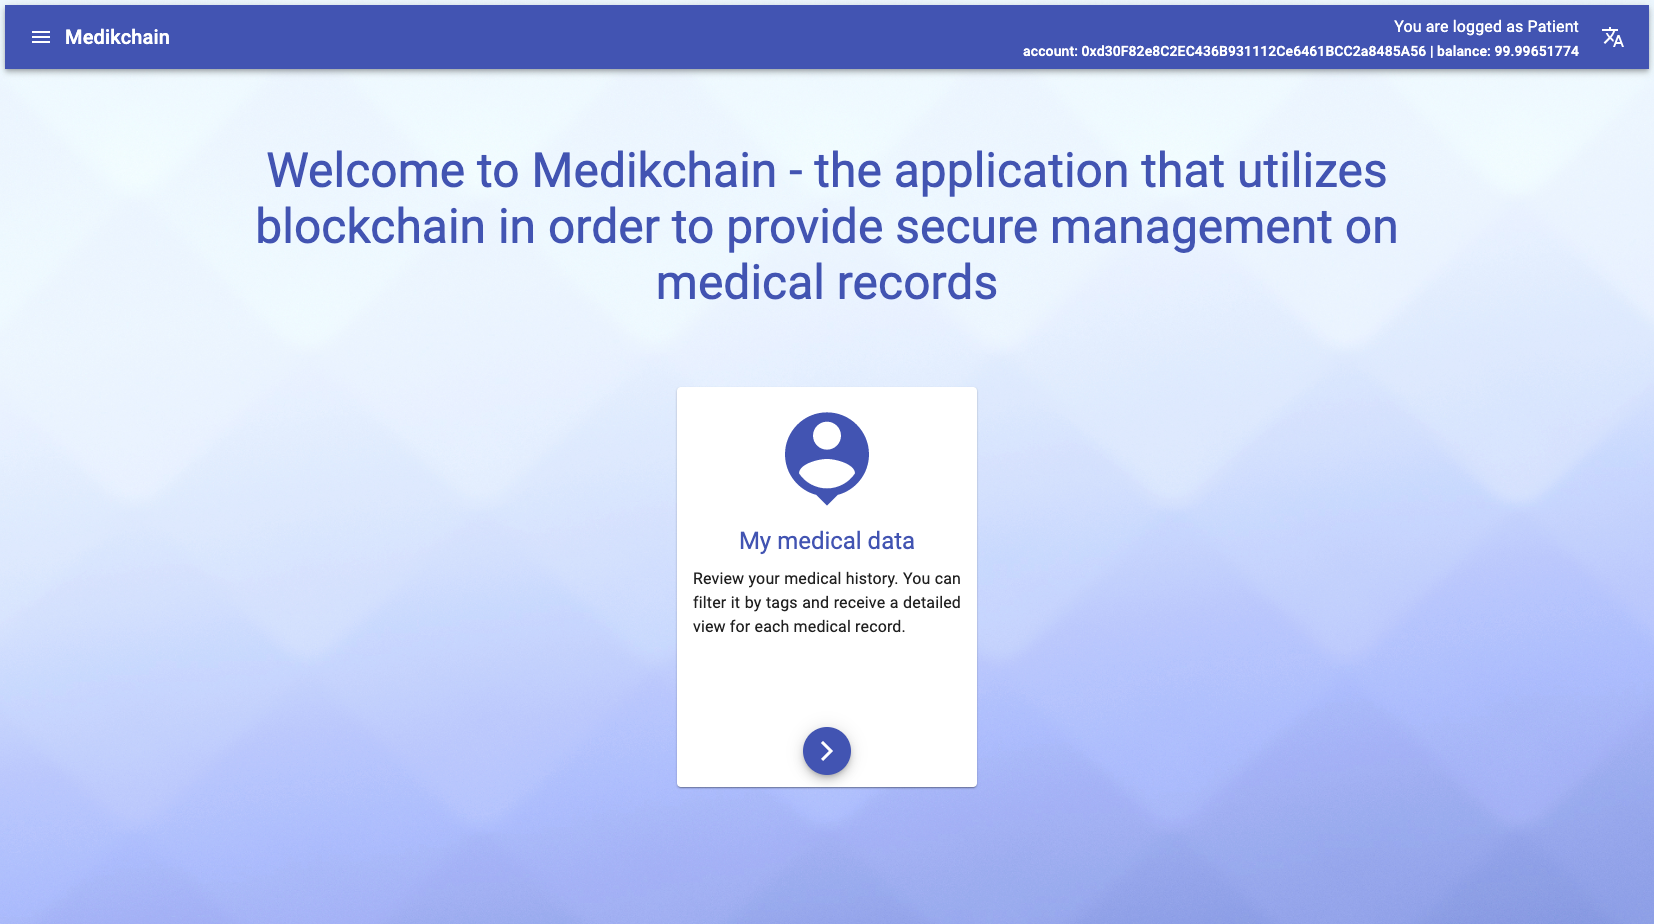 Medikchain
You are logged as Patient
account: 0xd30F82e8C2EC436B931112Ce6461BCC2a8485A56 | balance: 99.99651774
Welcome to Medikchain - the application that utilizes
blockchain in order to provide secure management on
medical records
My medical data
Review your medical history. You can
filter it by tags and receive a detailed
view for each medical record.